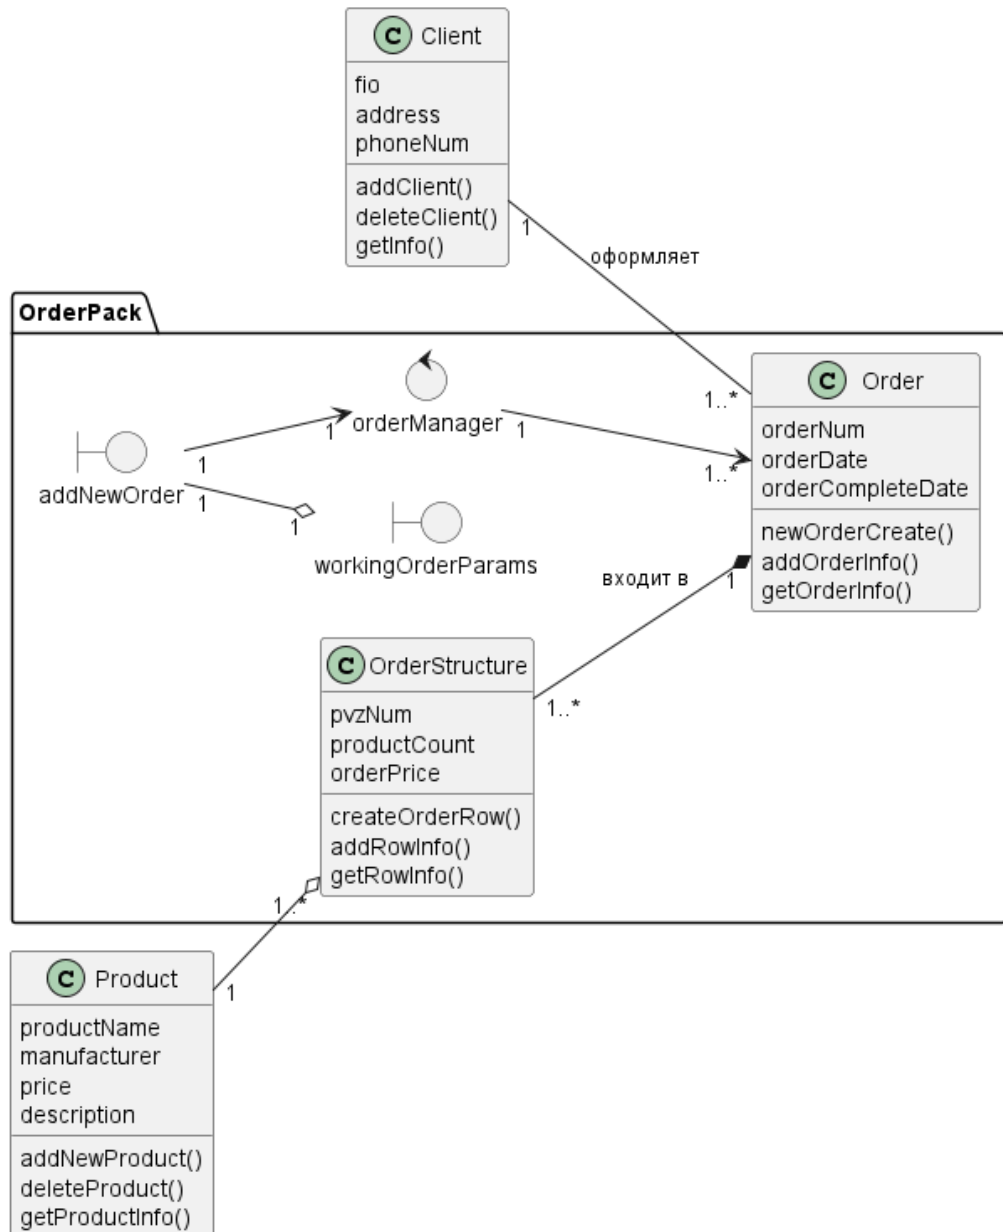 C Client
fio
address
phoneNum
addClient()
deleteClient()
getInfo()
1
оформляет
OrderPack
1..*
C Order
orderNum
orderDate
orderCompleteDate
newOrderCreate()
addOrderInfo()
getOrderInfo()
orderManager
1
1
1..*
addNewOrder
1
1
1
workingOrderParams
входит в
1
1..*
C OrderStructure
pvzNum
productCount
orderPrice
createOrderRow()
addRowInfo()
getRowInfo()
1..*
1
C Product
productName
manufacturer
price
description
addNewProduct()
deleteProduct()
getProductInfo()